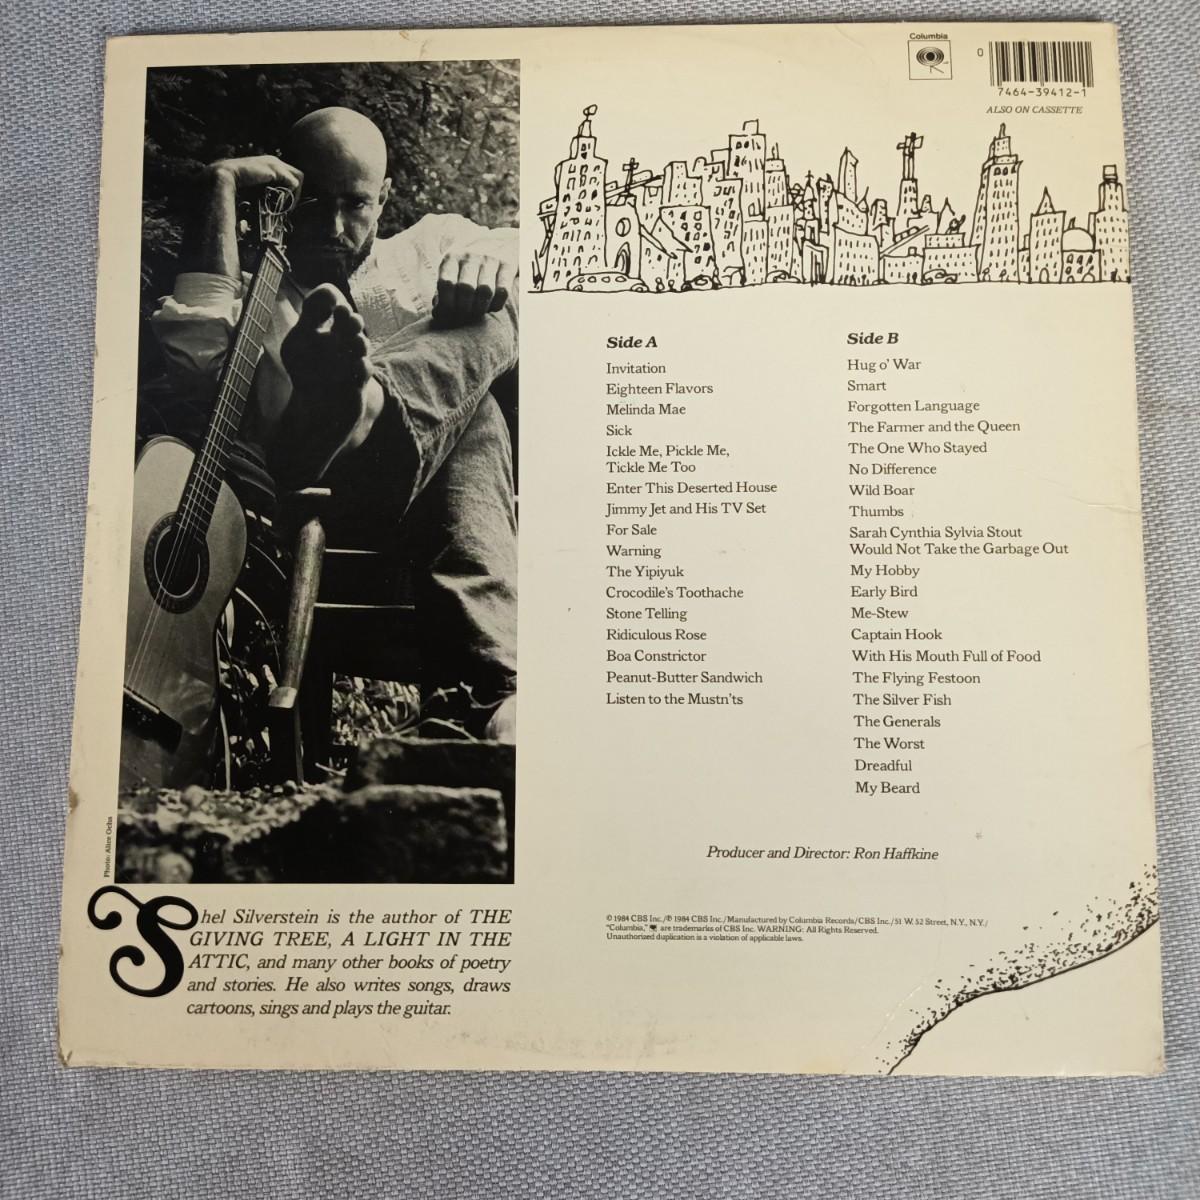 Columbia
0
7464-39412-1
ALSO ON CASSETTE
Side A
Invitation
Eighteen Flavors
Melinda Mae
Sick
Ickle Me, Pickle Me,
Tickle Me Too
Enter This Deserted House
Jimmy Jet and His TV Set
For Sale
Warning
The Yipiyuk
Crocodile's Toothache
Stone Telling
Ridiculous Rose
Boa Constrictor
Peanut-Butter Sandwich
Listen to the Mustn'ts
Side B
Hug o' War
Smart
Forgotten Language
The Farmer and the Queen
The One Who Stayed
No Difference
Wild Boar
Thumbs
Sarah Cynthia Sylvia Stout
Would Not Take the Garbage Out
My Hobby
Early Bird
Me-Stew
Captain Hook
With His Mouth Full of Food
The Flying Festoon
The Silver Fish
The Generals
The Worst
Dreadful
My Beard
Producer and Director: Ron Haffkine
Photo: Alice Ochs
Shel Silverstein is the author of THE
GIVING TREE, A LIGHT IN THE
ATTIC, and many other books of poetry
and stories. He also writes songs, draws
cartoons, sings and plays the guitar.
© 1984 CBS Inc./℗ 1984 CBS Inc./Manufactured by Columbia Records/CBS Inc./51 W. 52 Street, N.Y., N.Y./
"Columbia," are trademarks of CBS Inc. WARNING: All Rights Reserved.
Unauthorized duplication is a violation of applicable laws.